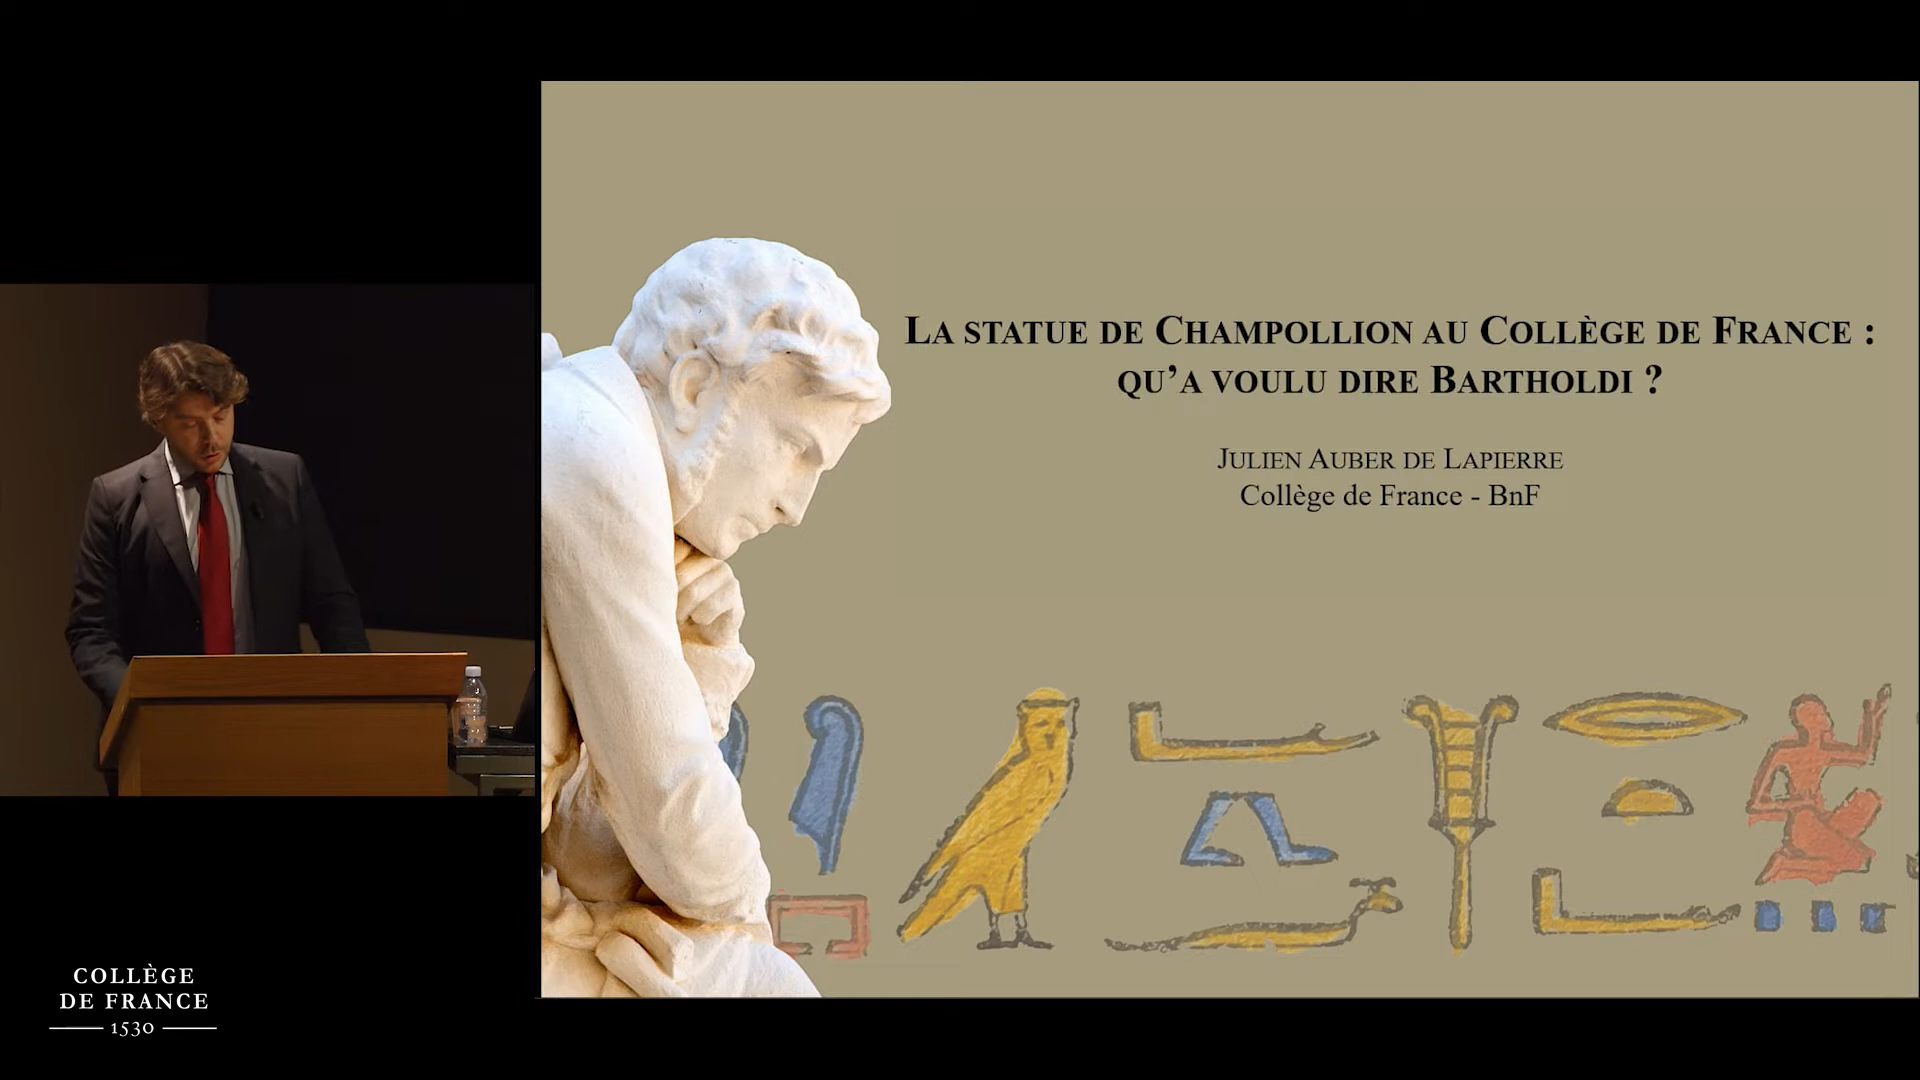 La statue de Champollion au Collège de France :
qu’a voulu dire Bartholdi ?
Julien Auber de Lapierre
Collège de France - BnF
COLLÈGE
DE FRANCE
1530